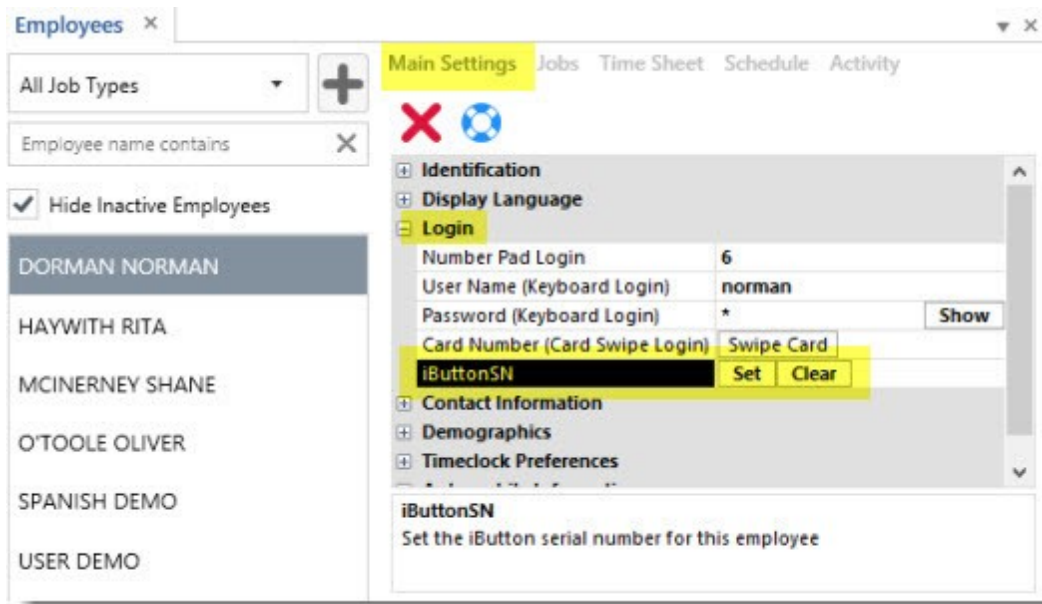 Employees
Main Settings Jobs Time Sheet Schedule Activity
All Job Types
Employee name contains
Hide Inactive Employees
DORMAN NORMAN
HAYWITH RITA
MCINERNEY SHANE
O'TOOLE OLIVER
SPANISH DEMO
USER DEMO
Identification
Display Language
Login
Number Pad Login 6
User Name (Keyboard Login) norman
Password (Keyboard Login) * Show
Card Number (Card Swipe Login) Swipe Card
iButtonSN Set Clear
Contact Information
Demographics
Timeclock Preferences
iButtonSN
Set the iButton serial number for this employee